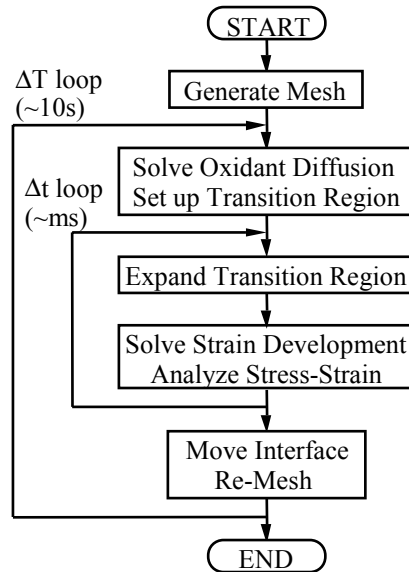 START
ΔT loop
(~10s)
Generate Mesh
Solve Oxidant Diffusion
Set up Transition Region
Δt loop
(~ms)
Expand Transition Region
Solve Strain Development
Analyze Stress-Strain
Move Interface
Re-Mesh
END